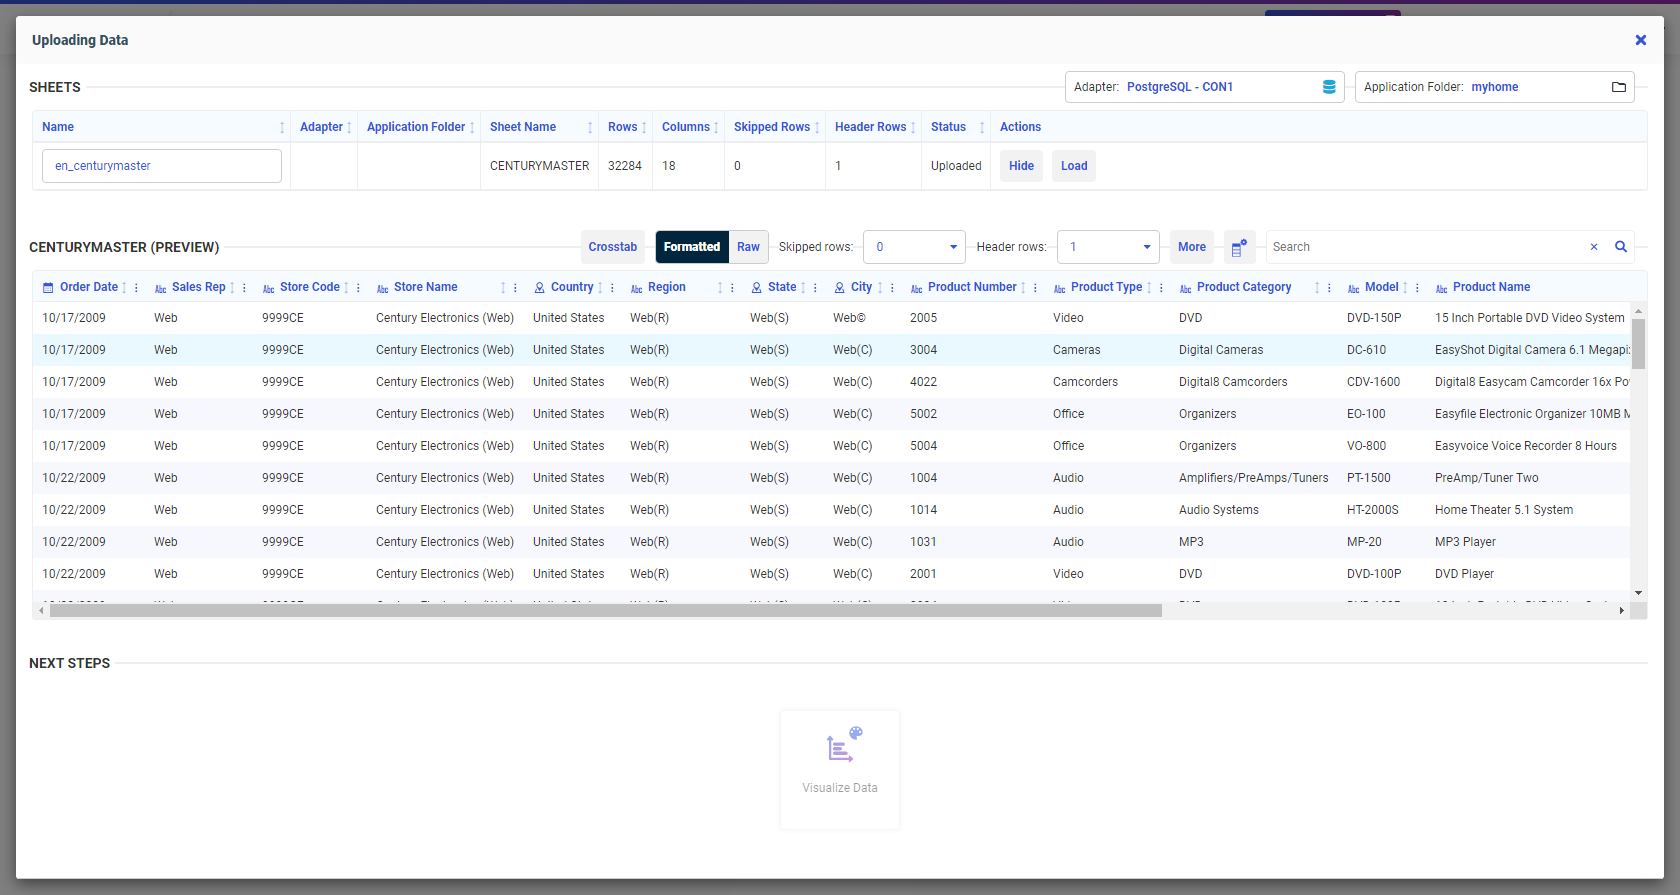 Uploading Data
SHEETS Adapter: PostgreSQL - CON1 Application Folder: myhome
Name Adapter Application Folder Sheet Name Rows Columns Skipped Rows Header Rows Status Actions
en_centurymaster CENTURYMASTER 32284 18 0 1 Uploaded Hide Load
CENTURYMASTER (PREVIEW) Crosstab Formatted Raw Skipped rows: 0 Header rows: 1 More Search
Abc Abc Abc Abc Abc Abc Abc Abc Abc
Order Date Sales Rep Store Code Store Name Country Region State City Product Number Product Type Product Category Model Product Name
10/17/2009 Web 9999CE Century Electronics (Web) United States Web(R) Web(S) Web© 2005 Video DVD DVD-150P 15 Inch Portable DVD Video System
10/17/2009 Web 9999CE Century Electronics (Web) United States Web(R) Web(S) Web(C) 3004 Cameras Digital Cameras DC-610 EasyShot Digital Camera 6.1
10/17/2009 Web 9999CE Century Electronics (Web) United States Web(R) Web(S) Web(C) 4022 Camcorders Digital8 Camcorders CDV-1600 Digital8 Easycam Camcorder 16x
10/17/2009 Web 9999CE Century Electronics (Web) United States Web(R) Web(S) Web(C) 5002 Office Organizers EO-100 Easyfile Electronic Organizer 10MB
10/17/2009 Web 9999CE Century Electronics (Web) United States Web(R) Web(S) Web(C) 5004 Office Organizers VO-800 Easyvoice Voice Recorder 8 Hours
10/22/2009 Web 9999CE Century Electronics (Web) United States Web(R) Web(S) Web(C) 1004 Audio Amplifiers/PreAmps/Tuners PT-1500 PreAmp/Tuner Two
10/22/2009 Web 9999CE Century Electronics (Web) United States Web(R) Web(S) Web(C) 1014 Audio Audio Systems HT-2000S Home Theater 5.1 System
10/22/2009 Web 9999CE Century Electronics (Web) United States Web(R) Web(S) Web(C) 1031 Audio MP3 MP-20 MP3 Player
10/22/2009 Web 9999CE Century Electronics (Web) United States Web(R) Web(S) Web(C) 2001 Video DVD DVD-100P DVD Player
NEXT STEPS
Visualize Data